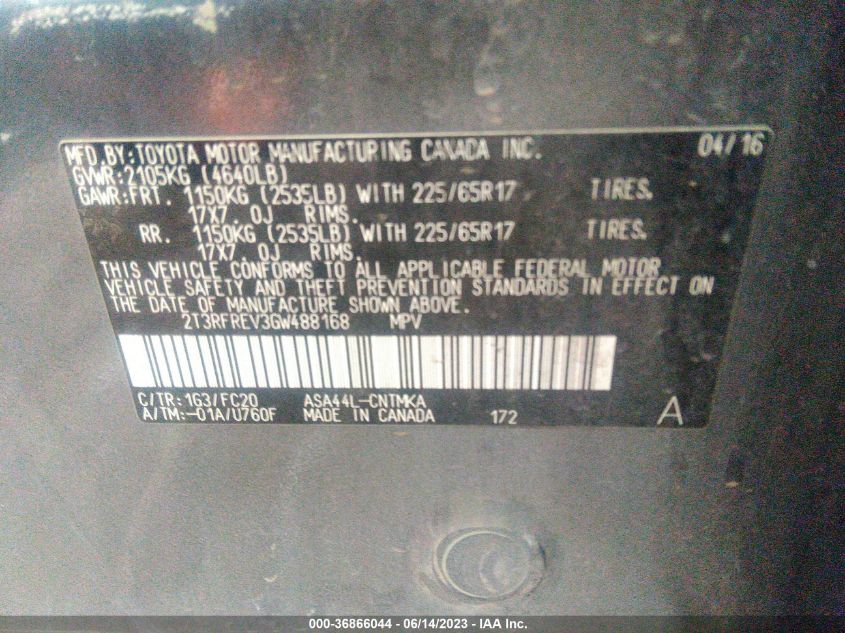 MFD. BY: TOYOTA MOTOR MANUFACTURING CANADA INC. 04/16
GVWR: 2105KG (4640LB)
GAWR: FRT. 1150KG (2535LB) WITH 225/65R17 TIRES.
17X7.0J RIMS.
RR. 1150KG (2535LB) WITH 225/65R17 TIRES.
17X7.0J RIMS.
THIS VEHICLE CONFORMS TO ALL APPLICABLE FEDERAL MOTOR
VEHICLE SAFETY AND THEFT PREVENTION STANDARDS IN EFFECT ON
THE DATE OF MANUFACTURE SHOWN ABOVE.
2T3RFREV3GW488168 MPV
C/TR: 1G3/FC20 ASA44L-CNTMKA
A/TM: -01A/U760F MADE IN CANADA 172 A
000-36866044 - 06/14/2023 - IAA Inc.